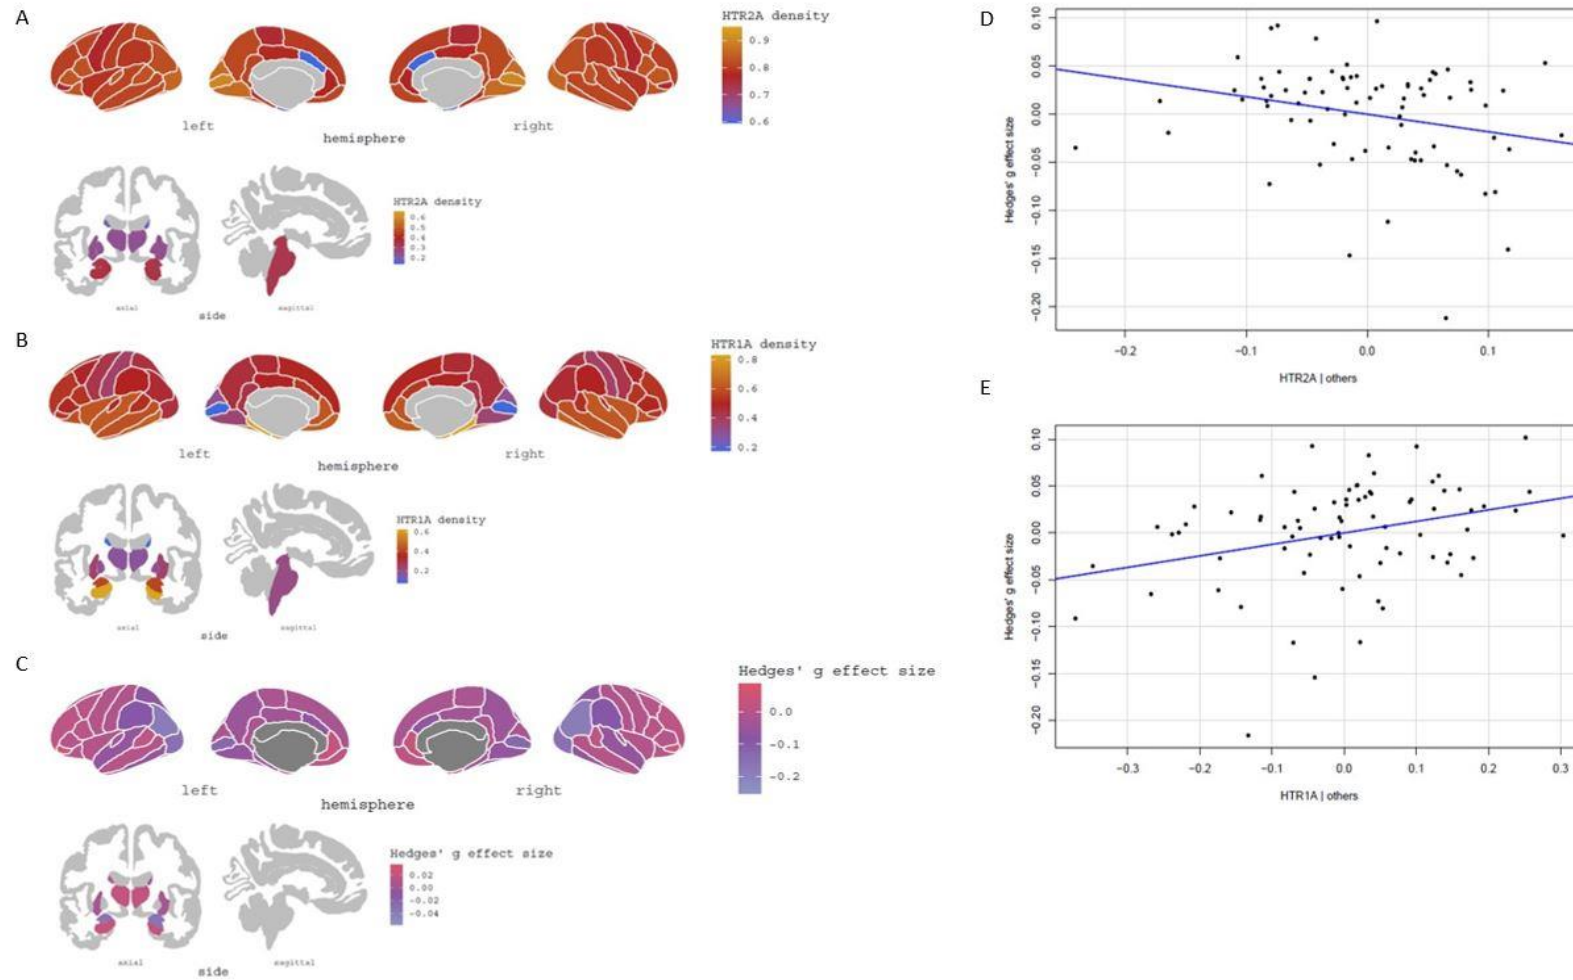 A
HTR2A density
0.9
0.8
0.7
0.6
left
right
hemisphere
HTR2A density
0.6
0.5
0.4
0.3
0.2
axial
sagittal
side
B
HTR1A density
0.8
0.6
0.4
0.2
left
right
hemisphere
HTR1A density
0.6
0.4
0.2
axial
sagittal
side
C
Hedges' g effect size
0.0
-0.1
-0.2
left
right
hemisphere
Hedges' g effect size
0.02
0.00
-0.02
-0.04
axial
sagittal
side
D
Hedges' g effect size
0.10
0.05
0.00
−0.05
−0.10
−0.15
−0.20
−0.2
−0.1
0.0
0.1
HTR2A | others
E
Hedges' g effect size
0.10
0.05
0.00
−0.05
−0.10
−0.15
−0.20
−0.3
−0.2
−0.1
0.0
0.1
0.2
0.3
HTR1A | others